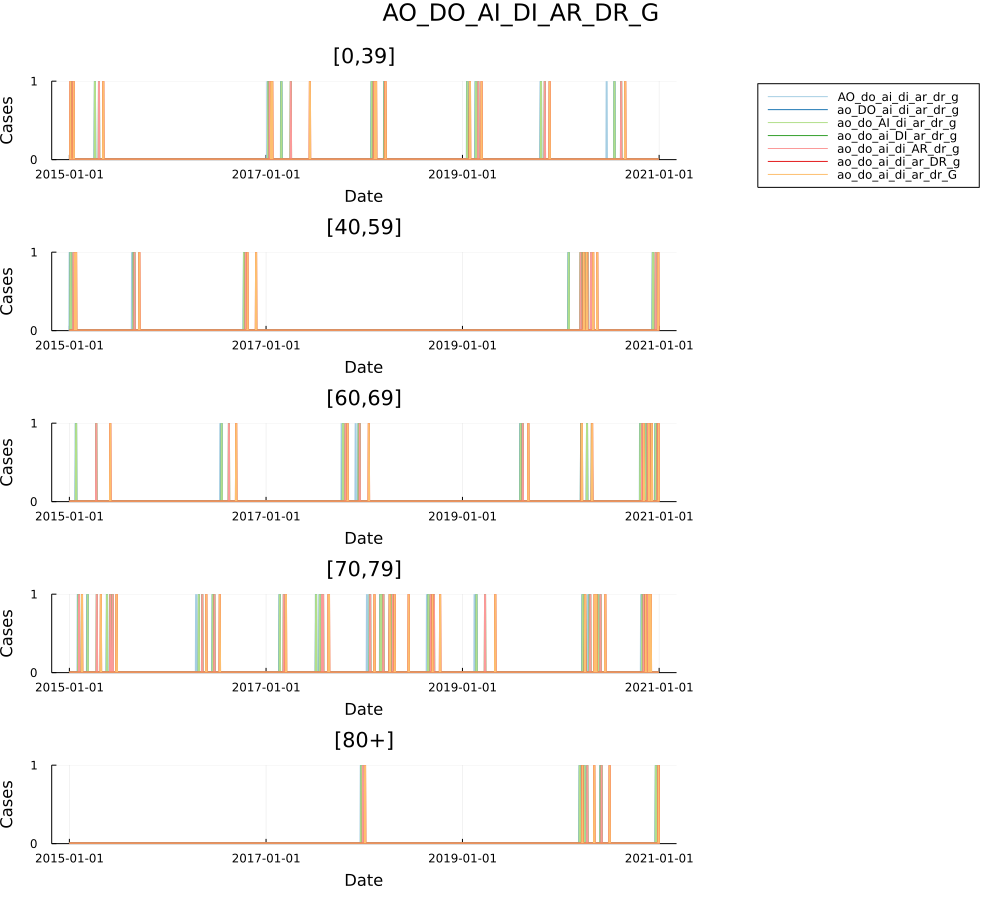 AO_DO_AI_DI_AR_DR_G
[0,39]
Cases
1
0
2015-01-01 2017-01-01 2019-01-01 2021-01-01
Date
AO_do_ai_di_ar_dr_g
ao_DO_ai_di_ar_dr_g
ao_do_AI_di_ar_dr_g
ao_do_ai_DI_ar_dr_g
ao_do_ai_di_AR_dr_g
ao_do_ai_di_ar_DR_g
ao_do_ai_di_ar_dr_G
[40,59]
Cases
1
0
2015-01-01 2017-01-01 2019-01-01 2021-01-01
Date
[60,69]
Cases
1
0
2015-01-01 2017-01-01 2019-01-01 2021-01-01
Date
[70,79]
Cases
1
0
2015-01-01 2017-01-01 2019-01-01 2021-01-01
Date
[80+]
Cases
1
0
2015-01-01 2017-01-01 2019-01-01 2021-01-01
Date